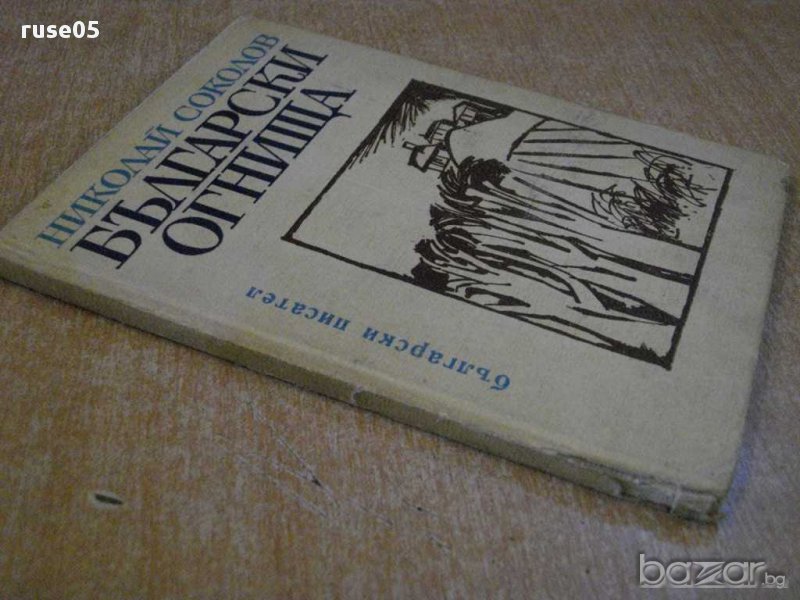 ruse05
НИКОЛАЙ СОКОЛОВ
БЪЛГАРСКИ
ОГНИЩА
български писател
bazar.bg